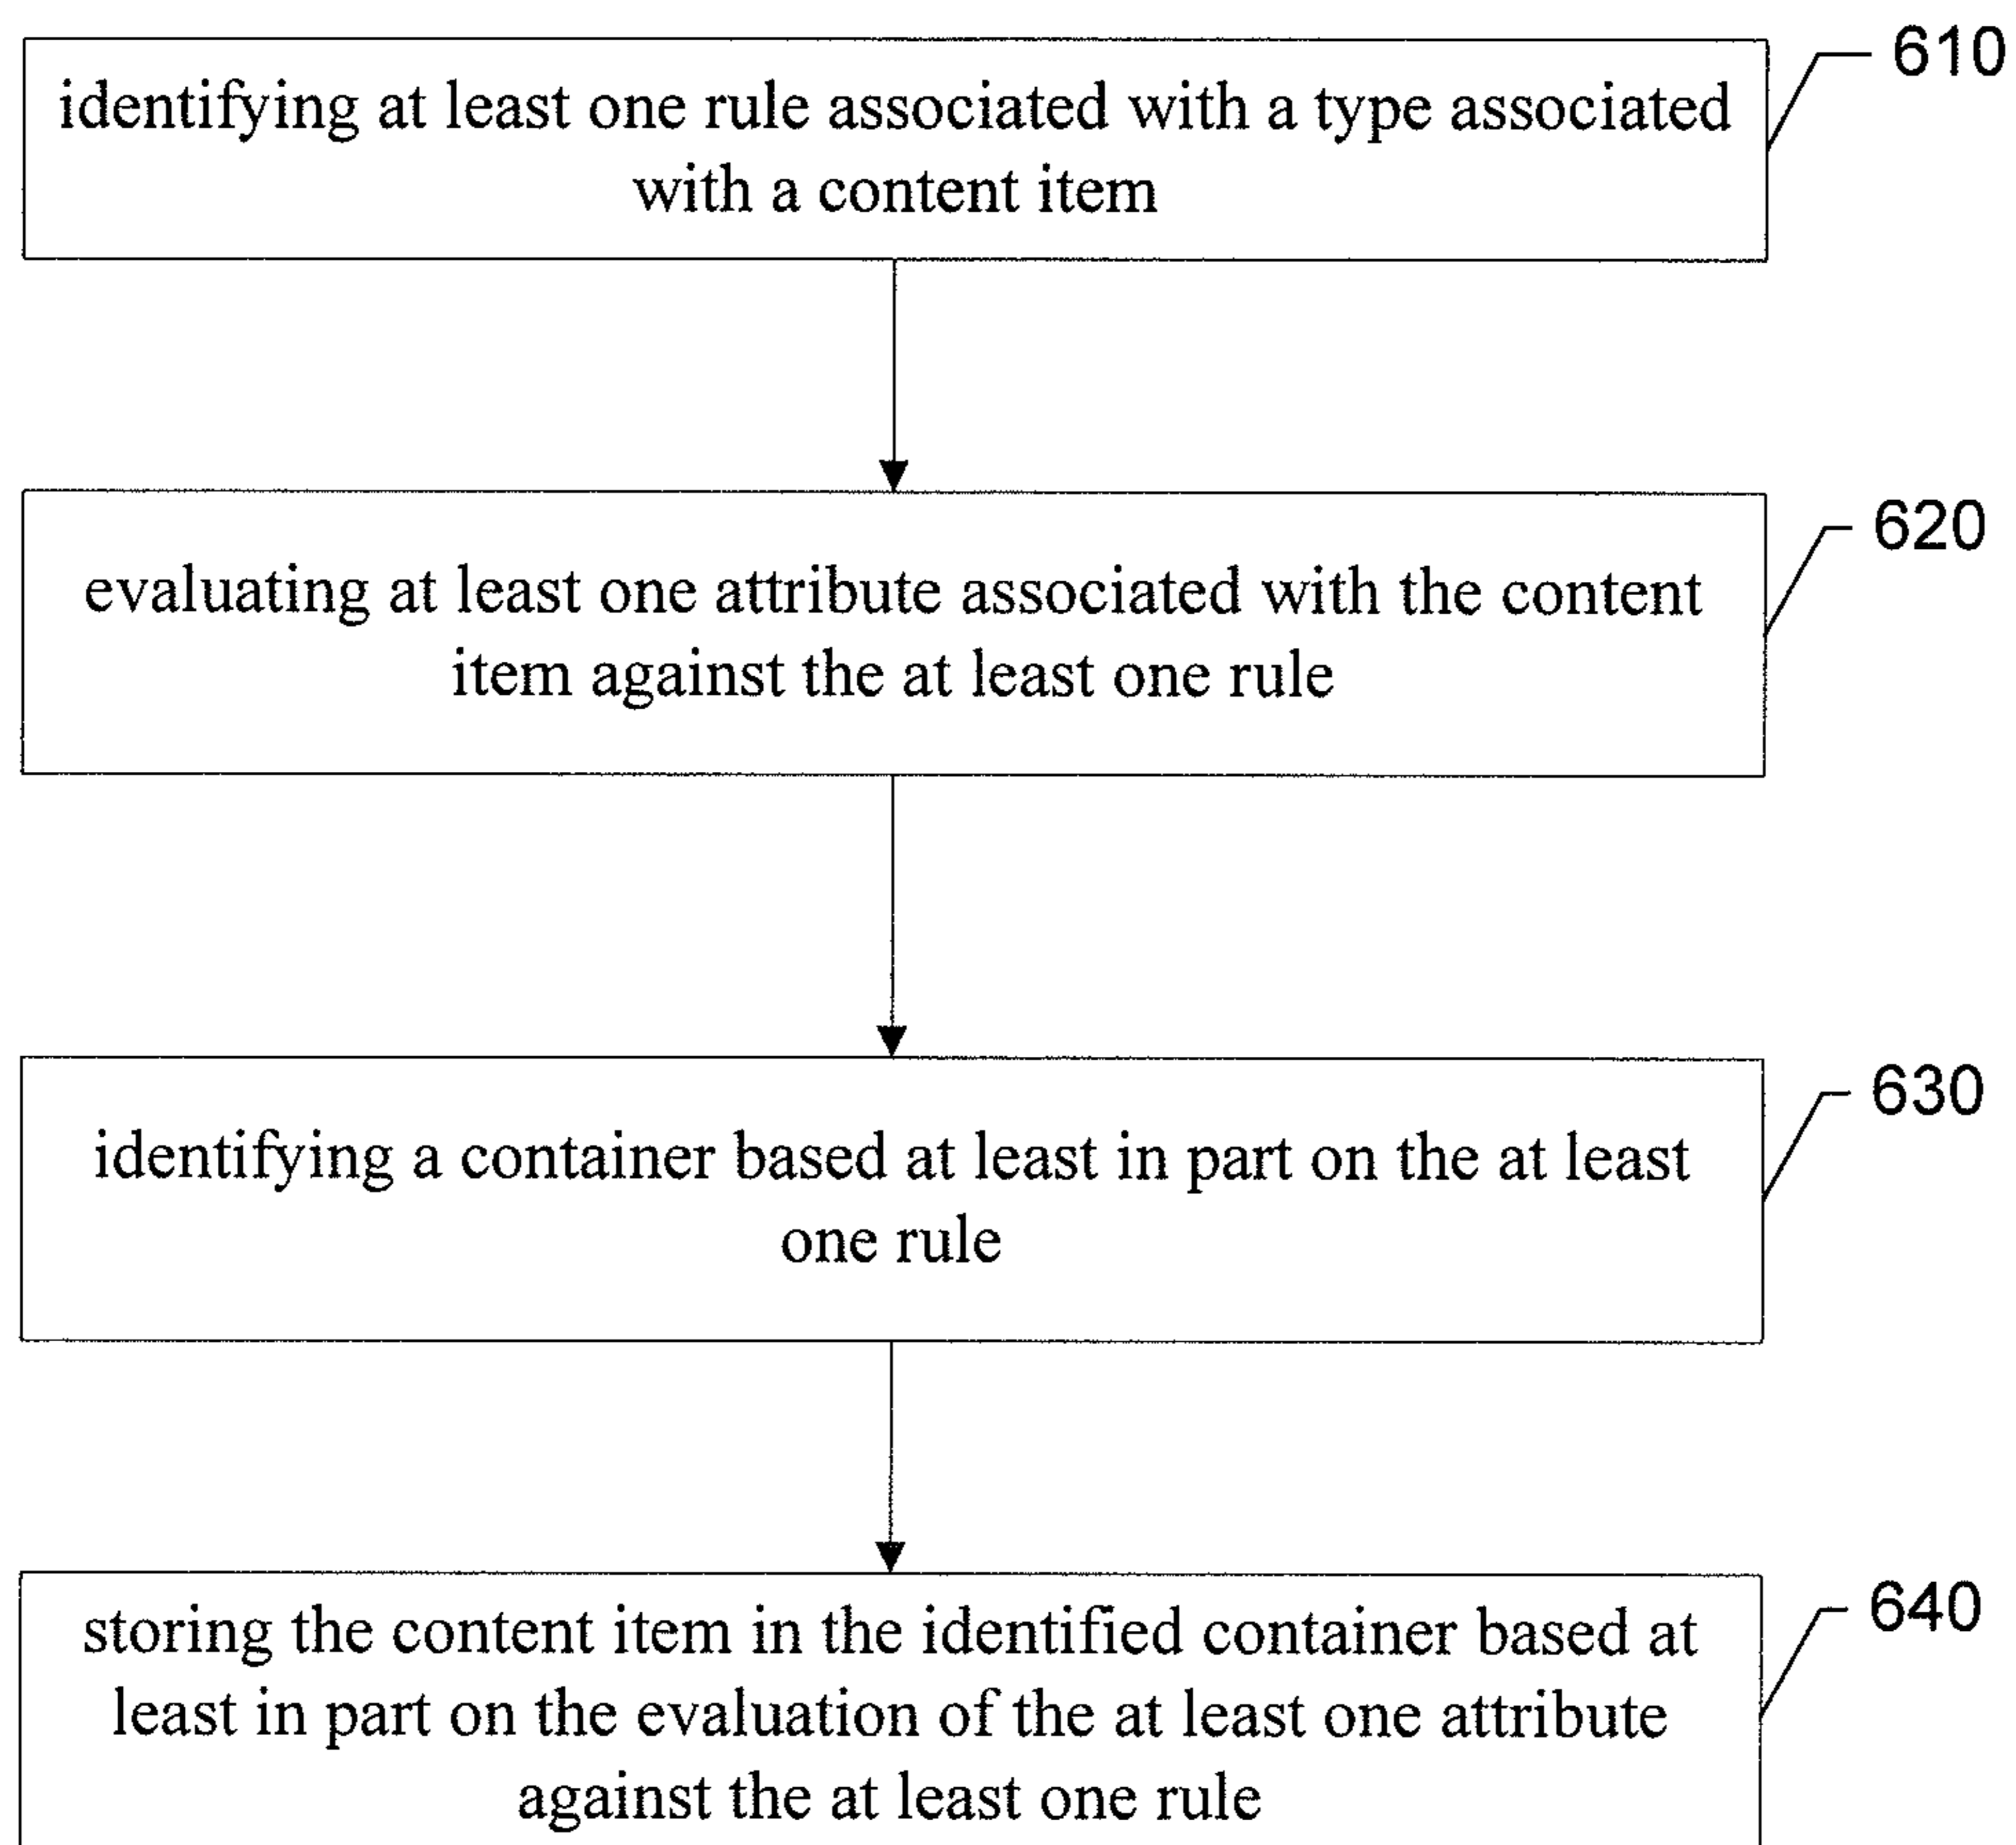 610
identifying at least one rule associated with a type associated
with a content item
620
evaluating at least one attribute associated with the content
item against the at least one rule
630
identifying a container based at least in part on the at least
one rule
640
storing the content item in the identified container based at
least in part on the evaluation of the at least one attribute
against the at least one rule